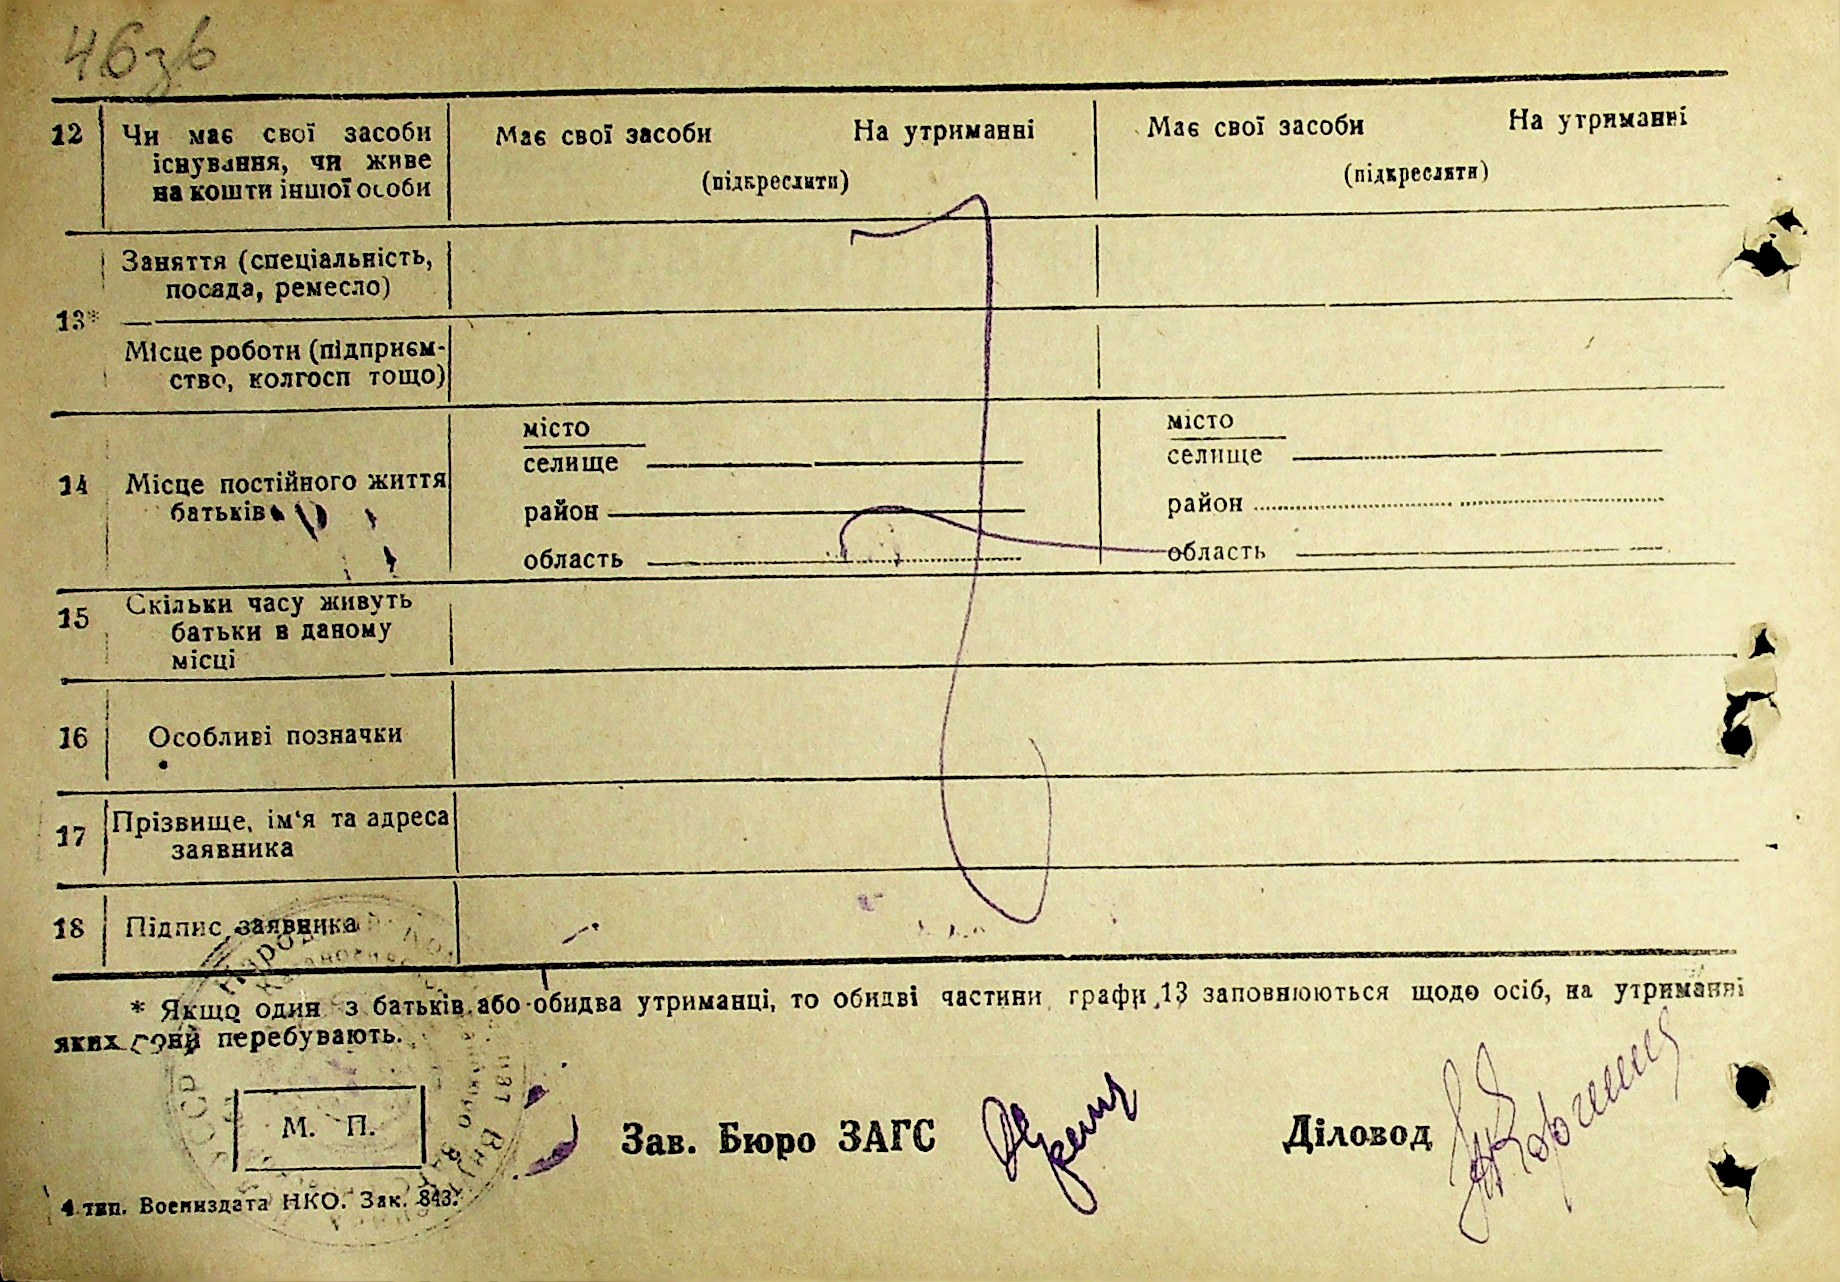 46зв
12 Чи має свої засоби Має свої засоби На утриманні Має свої засоби На утриманні
існування, чи живе (підкреслити) (підкреслити)
на кошти іншої особи
Заняття (спеціальність,
посада, ремесло)
13*
Місце роботи (підприєм-
ство, колгосп тощо)
місто місто
селище селище
14 Місце постійного життя
батьків
район район
область область
15 Скільки часу живуть
батьки в даному
місці
16 Особливі позначки
17 Прізвище, ім‘я та адреса
заявника
18 Підпис заявника
* Якщо один з батьків або обидва утриманці, то обидві частини графи 13 заповнюються щодо осіб, на утриманні
яких вони перебувають.
М. П. Зав. Бюро ЗАГС Діловод
4 тип. Воениздата НКО. Зак. 843.